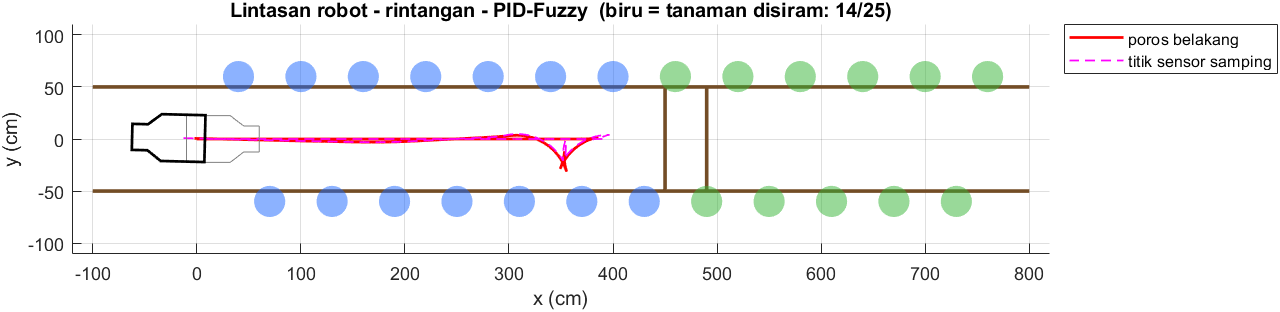 Lintasan robot - rintangan - PID-Fuzzy (biru = tanaman disiram: 14/25)
poros belakang
titik sensor samping
100
50
0
-50
-100
y (cm)
-100 0 100 200 300 400 500 600 700 800
x (cm)